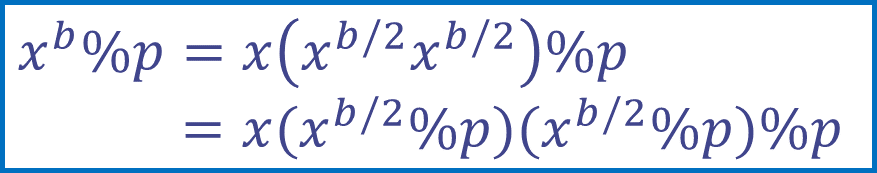 x^{b}%p = x(x^{b/2}x^{b/2})%p
= x(x^{b/2}%p)(x^{b/2}%p)%p